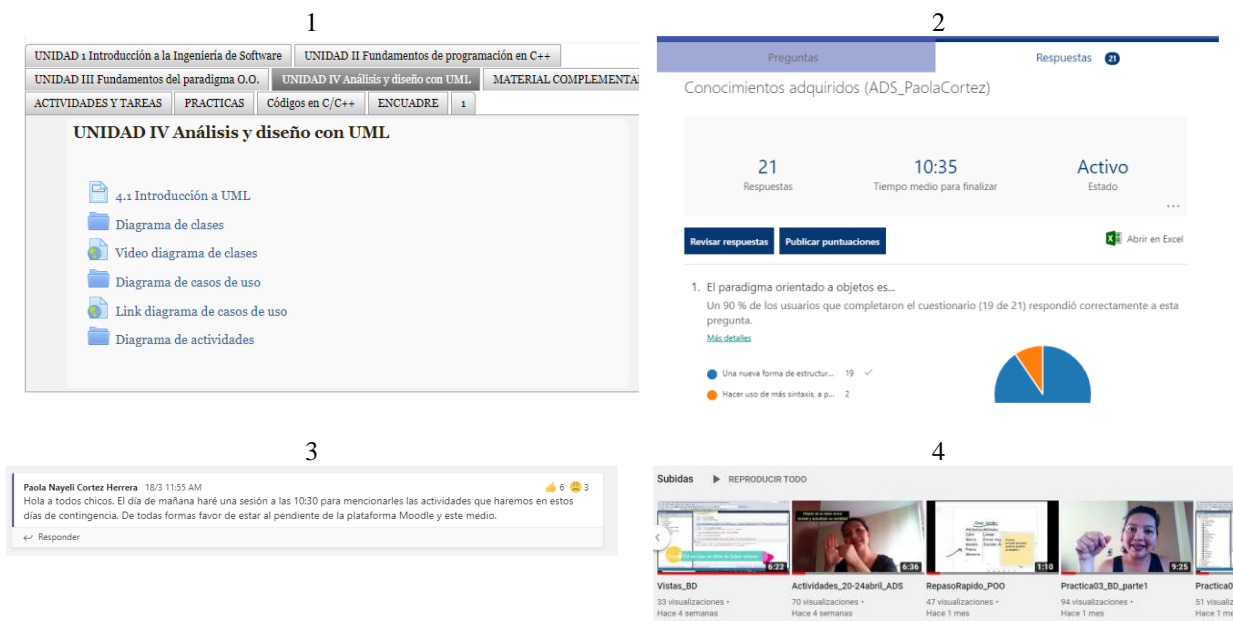 1
UNIDAD 1 Introducción a la Ingeniería de Software
UNIDAD II Fundamentos de programación en C++
UNIDAD III Fundamentos del paradigma O.O.
UNIDAD IV Análisis y diseño con UML
MATERIAL COMPLEMENTA
ACTIVIDADES Y TAREAS
PRACTICAS
Códigos en C/C++
ENCUADRE
1
UNIDAD IV Análisis y diseño con UML
4.1 Introducción a UML
Diagrama de clases
Video diagrama de clases
Diagrama de casos de uso
Link diagrama de casos de uso
Diagrama de actividades
2
Preguntas
Respuestas 21
Conocimientos adquiridos (ADS_PaolaCortez)
21
Respuestas
10:35
Tiempo medio para finalizar
Activo
Estado
...
Revisar respuestas
Publicar puntuaciones
Abrir en Excel
1. El paradigma orientado a objetos es...
Un 90 % de los usuarios que completaron el cuestionario (19 de 21) respondió correctamente a esta
pregunta.
Más detalles
Una nueva forma de estructur... 19
Hacer uso de más sintaxis, a p... 2
3
Paola Nayeli Cortez Herrera 18/3 11:55 AM
6 3
Hola a todos chicos. El día de mañana haré una sesión a las 10:30 para mencionarles las actividades que haremos en estos
días de contingencia. De todas formas favor de estar al pendiente de la plataforma Moodle y este medio.
Responder
4
Subidas
REPRODUCIR TODO
6:22
6:36
1:10
9:25
Vistas_BD
33 visualizaciones •
Hace 4 semanas
Actividades_20-24abril_ADS
70 visualizaciones •
Hace 4 semanas
RepasoRapido_POO
47 visualizaciones •
Hace 1 mes
Practica03_BD_parte1
94 visualizaciones •
Hace 1 mes
Practica0
51 visualiz
Hace 1 me